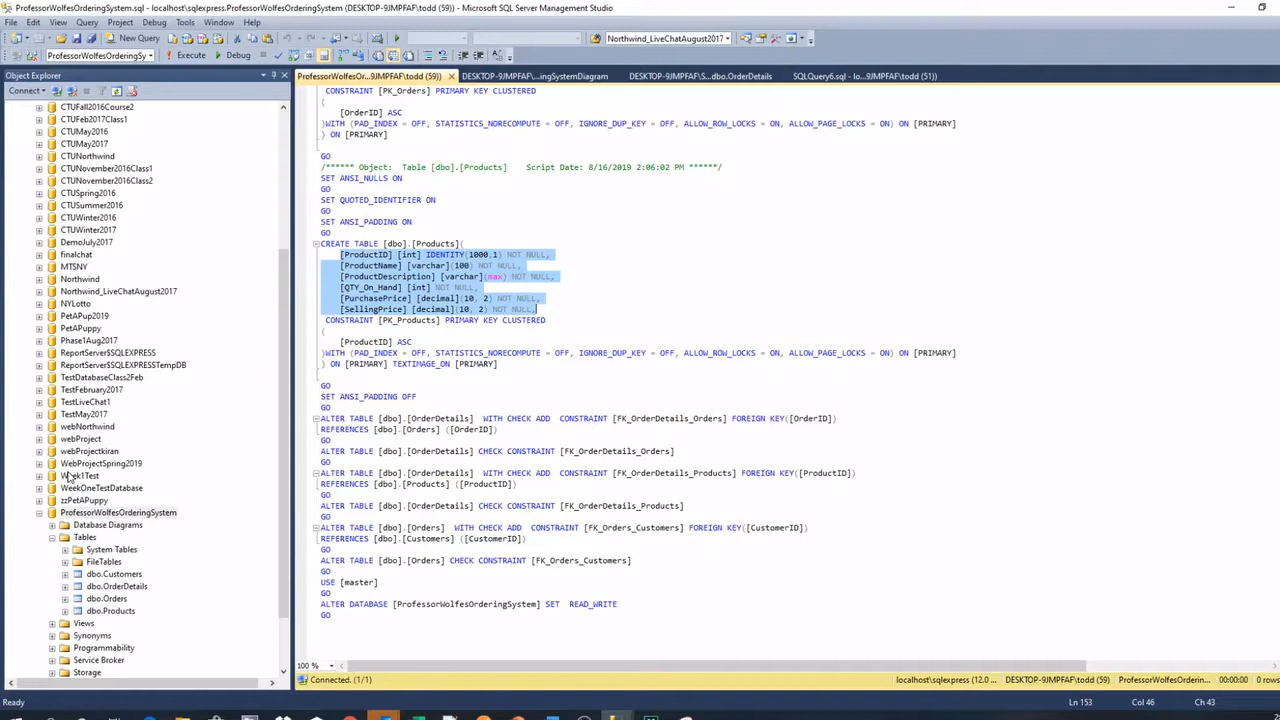 ProfessorWolfesOrderingSystem.sql - localhost\sqlexpress.ProfessorWolfesOrderingSystem (DESKTOP-9JMPFAF\todd (59)) - Microsoft SQL Server Management Studio
File Edit View Query Project Debug Tools Window Help
New Query Northwind_LiveChatAugust2017
ProfessorWolfesOrderingSy Execute Debug
Object Explorer
ProfessorWolfesOr...9JMPFAF\todd (59)) DESKTOP-9JMPFAF\...ingSystemDiagram DESKTOP-9JMPFAF\S...dbo.OrderDetails SQLQuery6.sql - lo...9JMPFAF\todd (51))
Connect
CTUFall2016Course2
CTUFeb2017Class1
CTUMay2016
CTUMay2017
CTUNorthwind
CTUNovember2016Class1
CTUNovember2016Class2
CTUSpring2016
CTUSummer2016
CTUWinter2016
CTUWinter2017
DemoJuly2017
finalchat
MTSNY
Northwind
Northwind_LiveChatAugust2017
NYLotto
PetAPup2019
PetAPuppy
Phase1Aug2017
ReportServer$SQLEXPRESS
ReportServer$SQLEXPRESSTempDB
TestDatabaseClass2Feb
TestFebruary2017
TestLiveChat1
TestMay2017
webNorthwind
webProject
webProjectkiran
WebProjectSpring2019
Week1Test
WeekOneTestDatabase
zzPetAPuppy
ProfessorWolfesOrderingSystem
Database Diagrams
Tables
System Tables
FileTables
dbo.Customers
dbo.OrderDetails
dbo.Orders
dbo.Products
Views
Synonyms
Programmability
Service Broker
Storage
CONSTRAINT [PK_Orders] PRIMARY KEY CLUSTERED
(
[OrderID] ASC
)WITH (PAD_INDEX = OFF, STATISTICS_NORECOMPUTE = OFF, IGNORE_DUP_KEY = OFF, ALLOW_ROW_LOCKS = ON, ALLOW_PAGE_LOCKS = ON) ON [PRIMARY]
) ON [PRIMARY]
GO
/****** Object:  Table [dbo].[Products]    Script Date: 8/16/2019 2:06:02 PM ******/
SET ANSI_NULLS ON
GO
SET QUOTED_IDENTIFIER ON
GO
SET ANSI_PADDING ON
GO
CREATE TABLE [dbo].[Products](
[ProductID] [int] IDENTITY(1000,1) NOT NULL,
[ProductName] [varchar](100) NOT NULL,
[ProductDescription] [varchar](max) NOT NULL,
[QTY_On_Hand] [int] NOT NULL,
[PurchasePrice] [decimal](10, 2) NOT NULL,
[SellingPrice] [decimal](10, 2) NOT NULL,
CONSTRAINT [PK_Products] PRIMARY KEY CLUSTERED
(
[ProductID] ASC
)WITH (PAD_INDEX = OFF, STATISTICS_NORECOMPUTE = OFF, IGNORE_DUP_KEY = OFF, ALLOW_ROW_LOCKS = ON, ALLOW_PAGE_LOCKS = ON) ON [PRIMARY]
) ON [PRIMARY] TEXTIMAGE_ON [PRIMARY]
GO
SET ANSI_PADDING OFF
GO
ALTER TABLE [dbo].[OrderDetails]  WITH CHECK ADD  CONSTRAINT [FK_OrderDetails_Orders] FOREIGN KEY([OrderID])
REFERENCES [dbo].[Orders] ([OrderID])
GO
ALTER TABLE [dbo].[OrderDetails] CHECK CONSTRAINT [FK_OrderDetails_Orders]
GO
ALTER TABLE [dbo].[OrderDetails]  WITH CHECK ADD  CONSTRAINT [FK_OrderDetails_Products] FOREIGN KEY([ProductID])
REFERENCES [dbo].[Products] ([ProductID])
GO
ALTER TABLE [dbo].[OrderDetails] CHECK CONSTRAINT [FK_OrderDetails_Products]
GO
ALTER TABLE [dbo].[Orders]  WITH CHECK ADD  CONSTRAINT [FK_Orders_Customers] FOREIGN KEY([CustomerID])
REFERENCES [dbo].[Customers] ([CustomerID])
GO
ALTER TABLE [dbo].[Orders] CHECK CONSTRAINT [FK_Orders_Customers]
GO
USE [master]
GO
ALTER DATABASE [ProfessorWolfesOrderingSystem] SET  READ_WRITE
GO
100 %
Connected. (1/1) localhost\sqlexpress (12.0 ... DESKTOP-9JMPFAF\todd (59) ProfessorWolfesOrderin... 00:00:00 0 rows
Ready Ln 153 Col 46 Ch 43